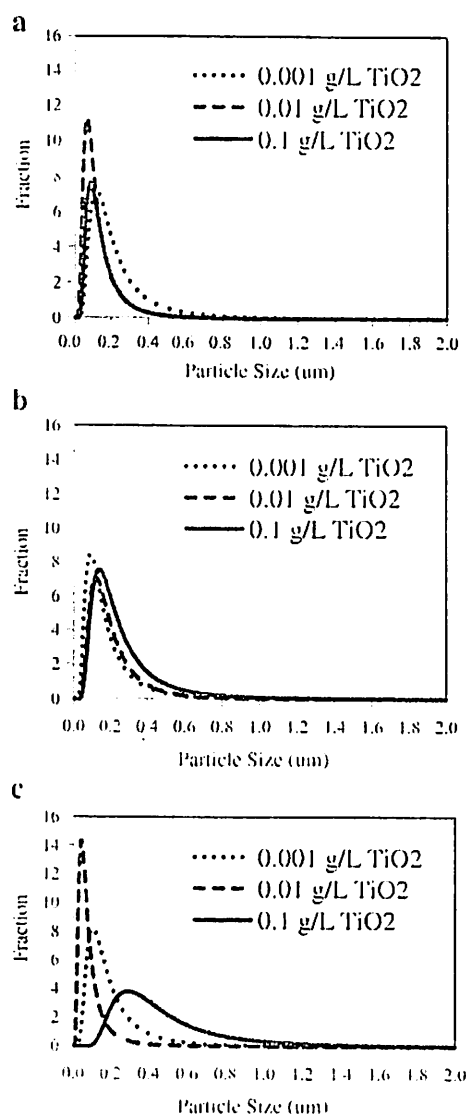 a
16
14
12
10
8
6
4
2
0
Fraction
0.001 g/L TiO2
0.01 g/L TiO2
0.1 g/L TiO2
0.0 0.2 0.4 0.6 0.8 1.0 1.2 1.4 1.6 1.8 2.0
Particle Size (um)
b
16
14
12
10
8
6
4
2
0
Fraction
0.001 g/L TiO2
0.01 g/L TiO2
0.1 g/L TiO2
0.0 0.2 0.4 0.6 0.8 1.0 1.2 1.4 1.6 1.8 2.0
Particle Size (um)
c
16
14
12
10
8
6
4
2
0
Fraction
0.001 g/L TiO2
0.01 g/L TiO2
0.1 g/L TiO2
0.0 0.2 0.4 0.6 0.8 1.0 1.2 1.4 1.6 1.8 2.0
Particle Size (um)